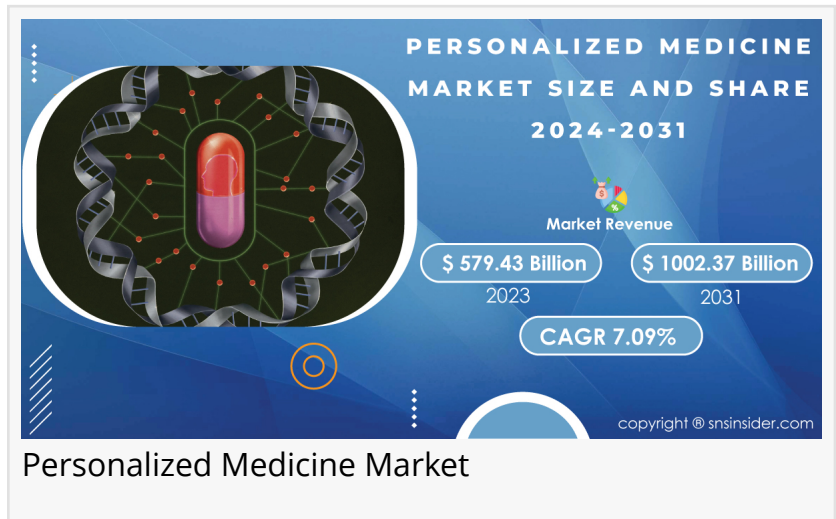 PERSONALIZED MEDICINE
MARKET SIZE AND SHARE
2024-2031
$
%
Market Revenue
$ 579.43 Billion
$ 1002.37 Billion
2023
2031
CAGR 7.09%
copyright ® snsinsider.com
Personalized Medicine Market